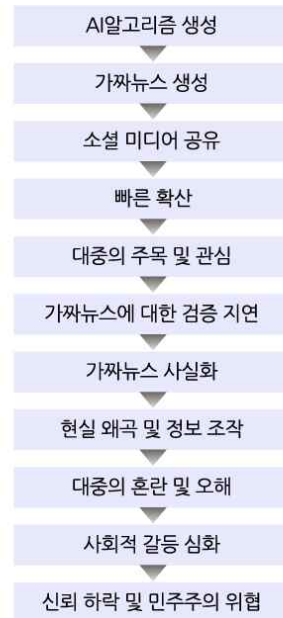 AI알고리즘 생성
가짜뉴스 생성
소셜 미디어 공유
빠른 확산
대중의 주목 및 관심
가짜뉴스에 대한 검증 지연
가짜뉴스 사실화
현실 왜곡 및 정보 조작
대중의 혼란 및 오해
사회적 갈등 심화
신뢰 하락 및 민주주의 위협